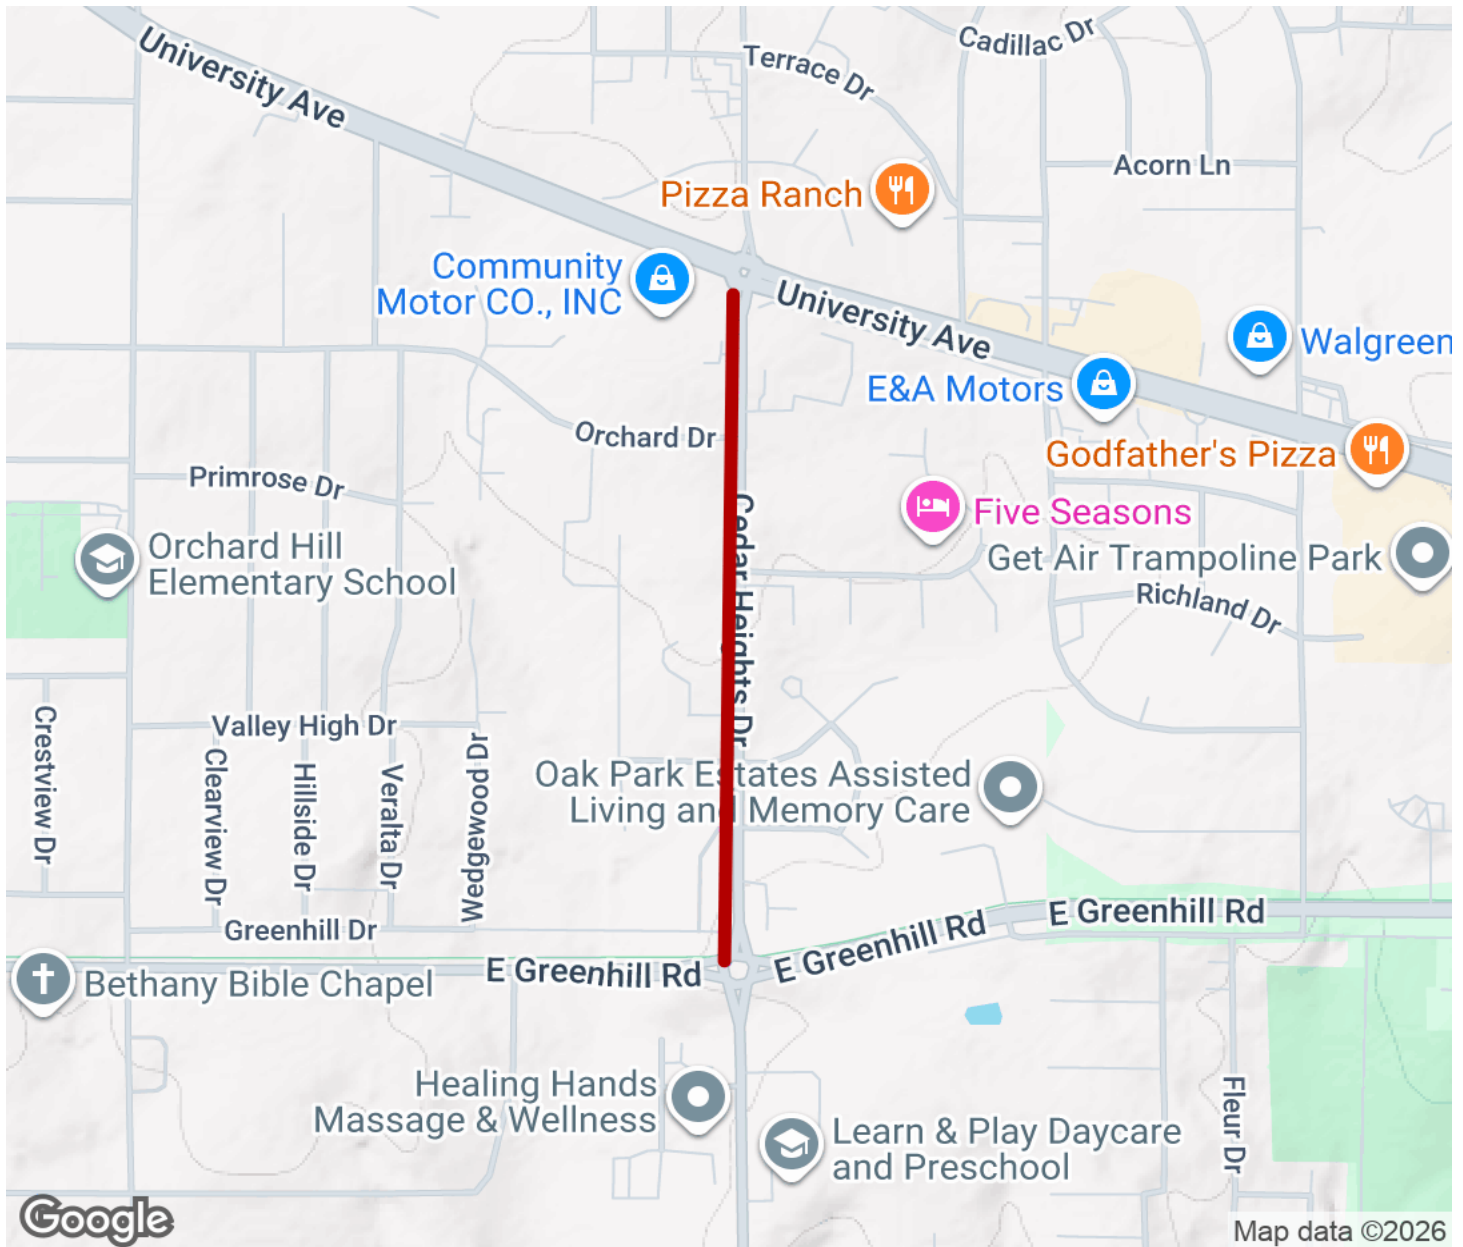 Cadillac Dr
University Ave
Terrace Dr
Acorn Ln
Pizza Ranch
Community
Motor CO., INC
University Ave
Walgreen
E&A Motors
Orchard Dr
Godfather's Pizza
Primrose Dr
Cedar Heights Dr
Five Seasons
Orchard Hill
Elementary School
Get Air Trampoline Park
Richland Dr
Crestview Dr
Valley High Dr
Clearview Dr
Hillside Dr
Veralta Dr
Wedgewood Dr
Oak Park Estates Assisted
Living and Memory Care
Greenhill Dr
E Greenhill Rd
E Greenhill Rd
E Greenhill Rd
Bethany Bible Chapel
Healing Hands
Massage & Wellness
Learn & Play Daycare
and Preschool
Fleur Dr
Google
Map data ©2026